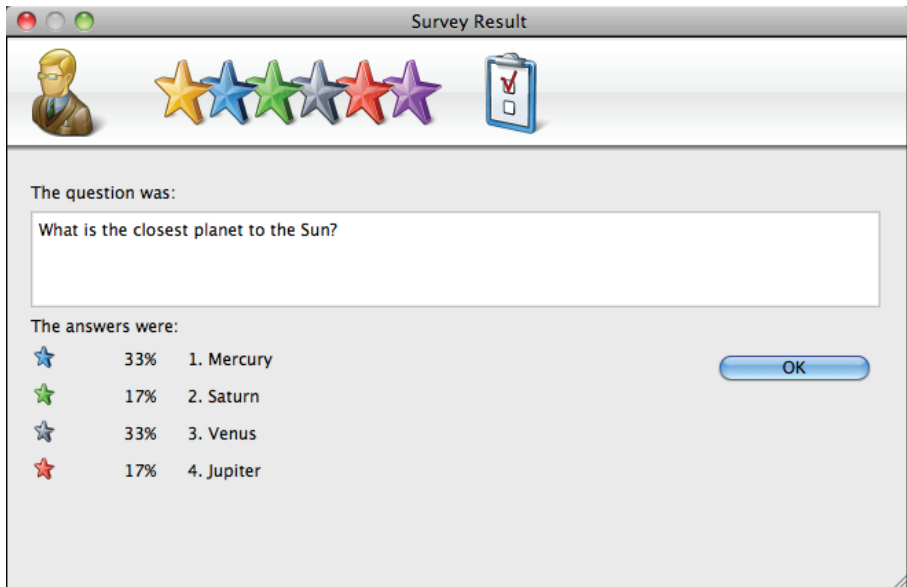 Survey Result
The question was:
What is the closest planet to the Sun?
The answers were:
33% 1. Mercury
17% 2. Saturn
33% 3. Venus
17% 4. Jupiter
OK